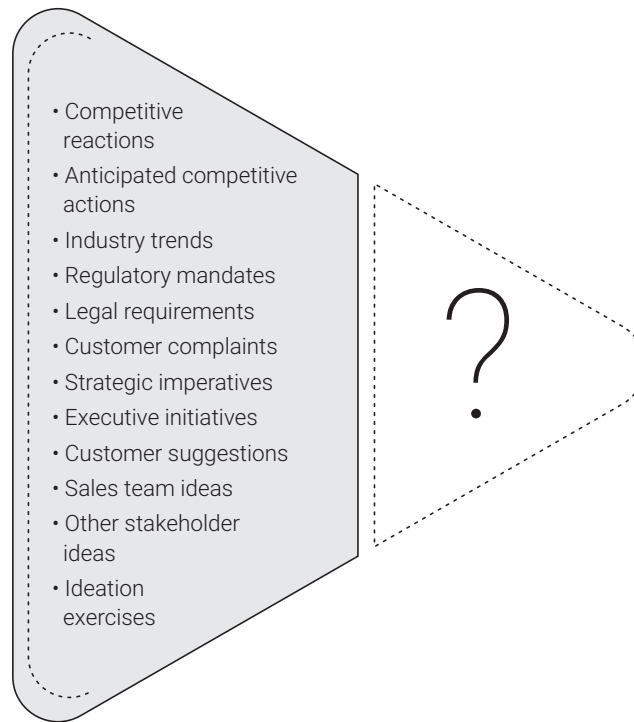 • Competitive
reactions
• Anticipated competitive
actions
• Industry trends
• Regulatory mandates
• Legal requirements
• Customer complaints
• Strategic imperatives
• Executive initiatives
• Customer suggestions
• Sales team ideas
• Other stakeholder
ideas
• Ideation
exercises
?